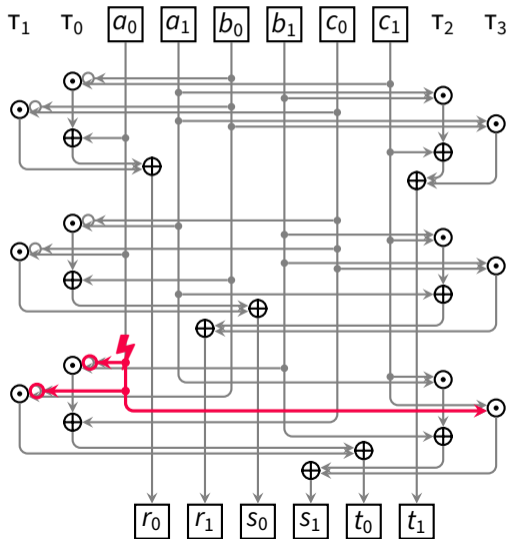 T₁ T₀ a₀ a₁ b₀ b₁ c₀ c₁ T₂ T₃
r₀ r₁ s₀ s₁ t₀ t₁